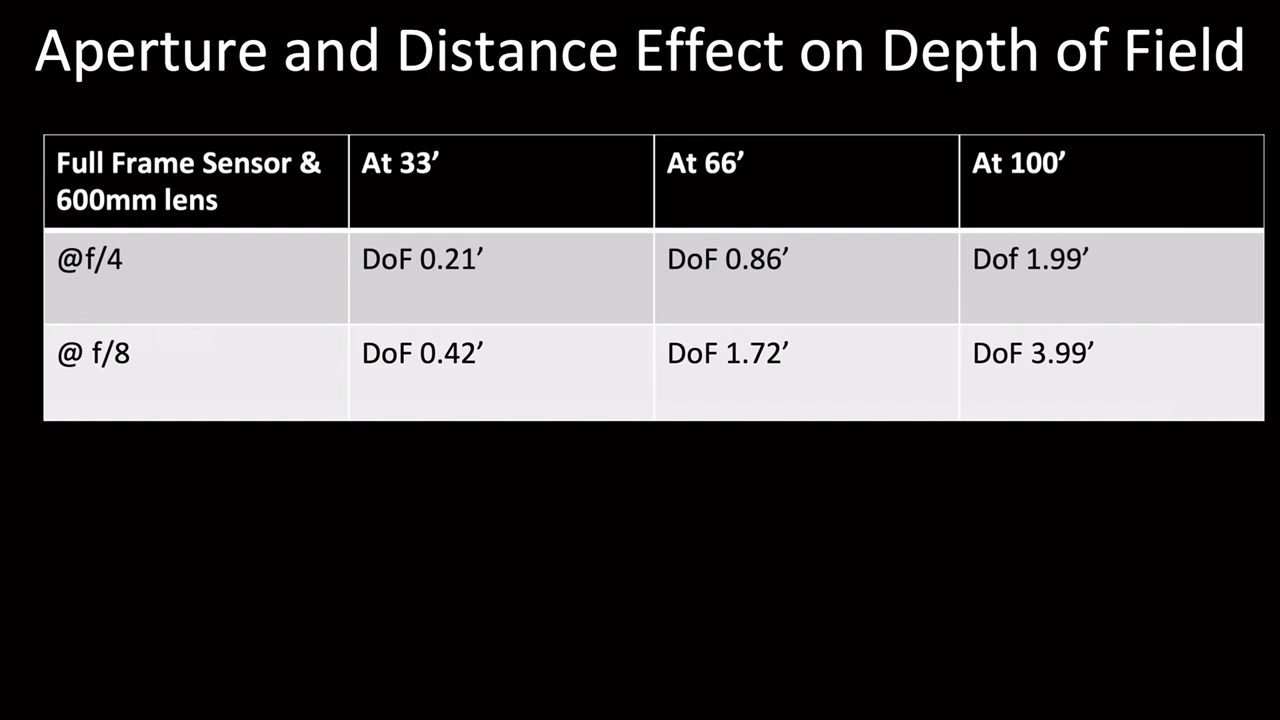 Aperture and Distance Effect on Depth of Field
Full Frame Sensor & At 33’ At 66’ At 100’
600mm lens
@f/4 DoF 0.21’ DoF 0.86’ Dof 1.99’
@ f/8 DoF 0.42’ DoF 1.72’ DoF 3.99’